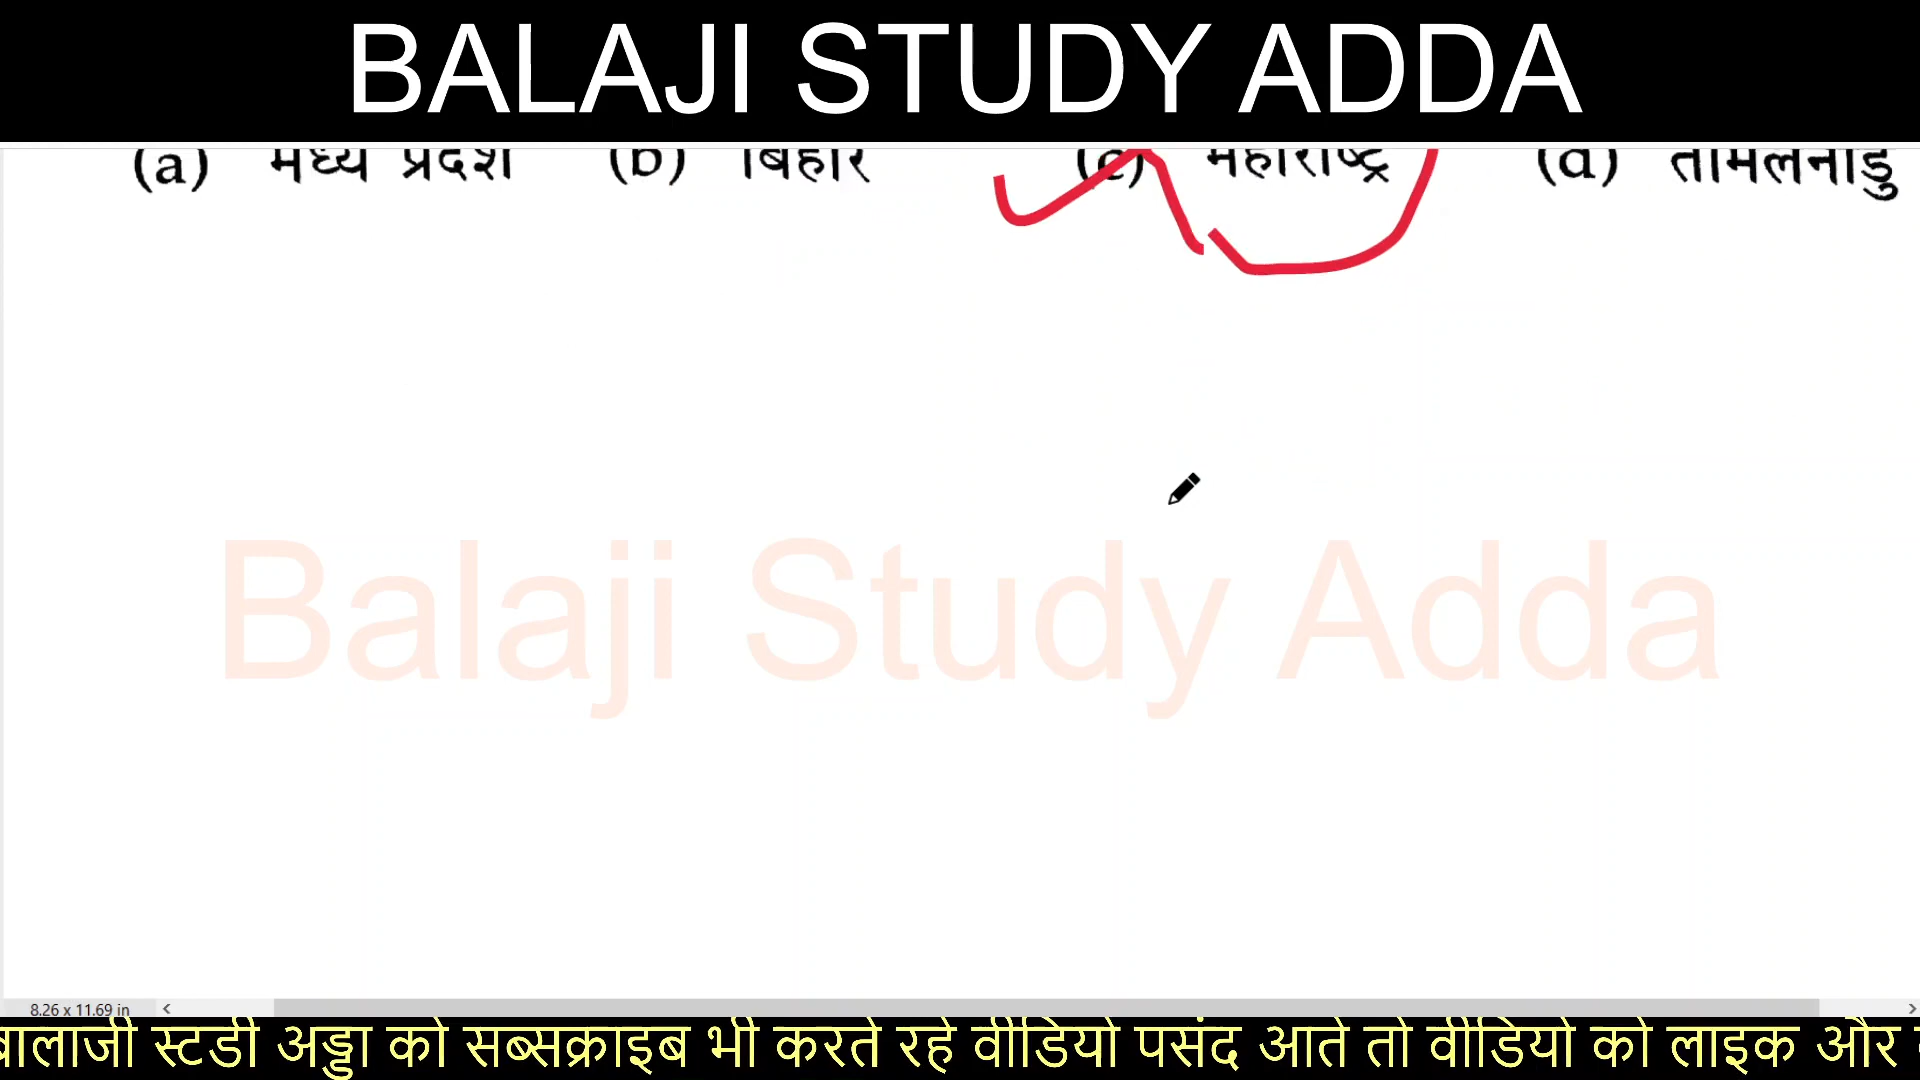 BALAJI STUDY ADDA
(a) मध्य प्रदेश (b) बिहार (c) महाराष्ट्र (d) तामिलनाडु
Balaji Study Adda
8.26 x 11.69 in
बालाजी स्टडी अड्डा को सब्सक्राइब भी करते रहे वीडियो पसंद आते तो वीडियो को लाइक और